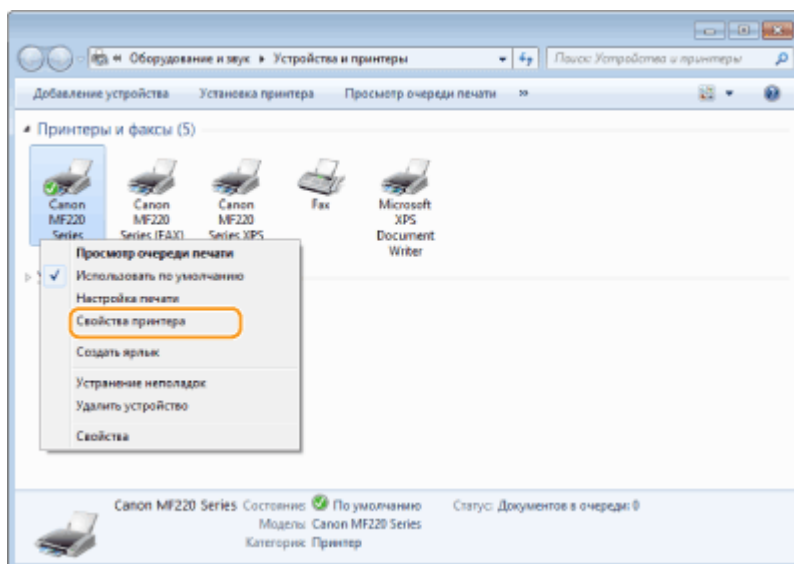 « Оборудование и звук ▸ Устройства и принтеры
Поиск: Устройства и принтеры
Добавление устройства Установка принтера Просмотр очереди печати »
Принтеры и факсы (5)
Canon MF220 Series
Canon MF220 Series (FAX)
Canon MF220 Series XPS
Fax
Microsoft XPS Document Writer
Просмотр очереди печати
Использовать по умолчанию
Настройка печати
Свойства принтера
Создать ярлык
Устранение неполадок
Удалить устройство
Свойства
Canon MF220 Series Состояние: По умолчанию Статус: Документов в очереди: 0
Модель: Canon MF220 Series
Категория: Принтер